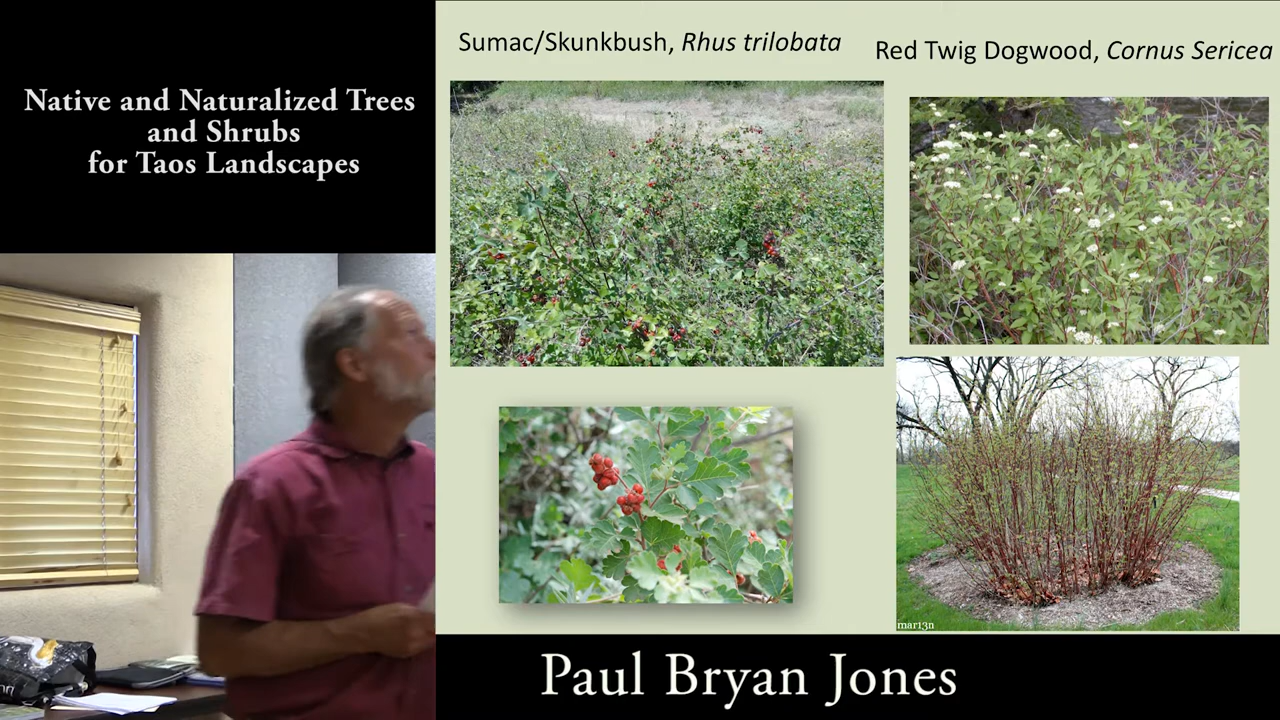 Native and Naturalized Trees
and Shrubs
for Taos Landscapes
Sumac/Skunkbush, Rhus trilobata
Red Twig Dogwood, Cornus Sericea
mar13n
Paul Bryan Jones